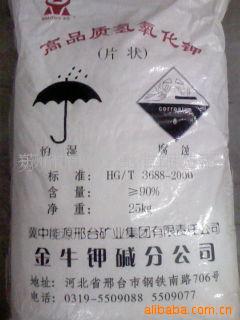 高品质氢氧化钾
(片状)
corrosive
8
怕湿
腐蚀
标 准: HG/T 3688-2000
含 量: ≥90%
净 重: 25kg
冀中能源邢台矿业集团有限责任公司
金牛钾碱分公司
地址: 河北省邢台市钢铁南路706号
电话: 0319-5509088 5509077
alibaba.com.cn